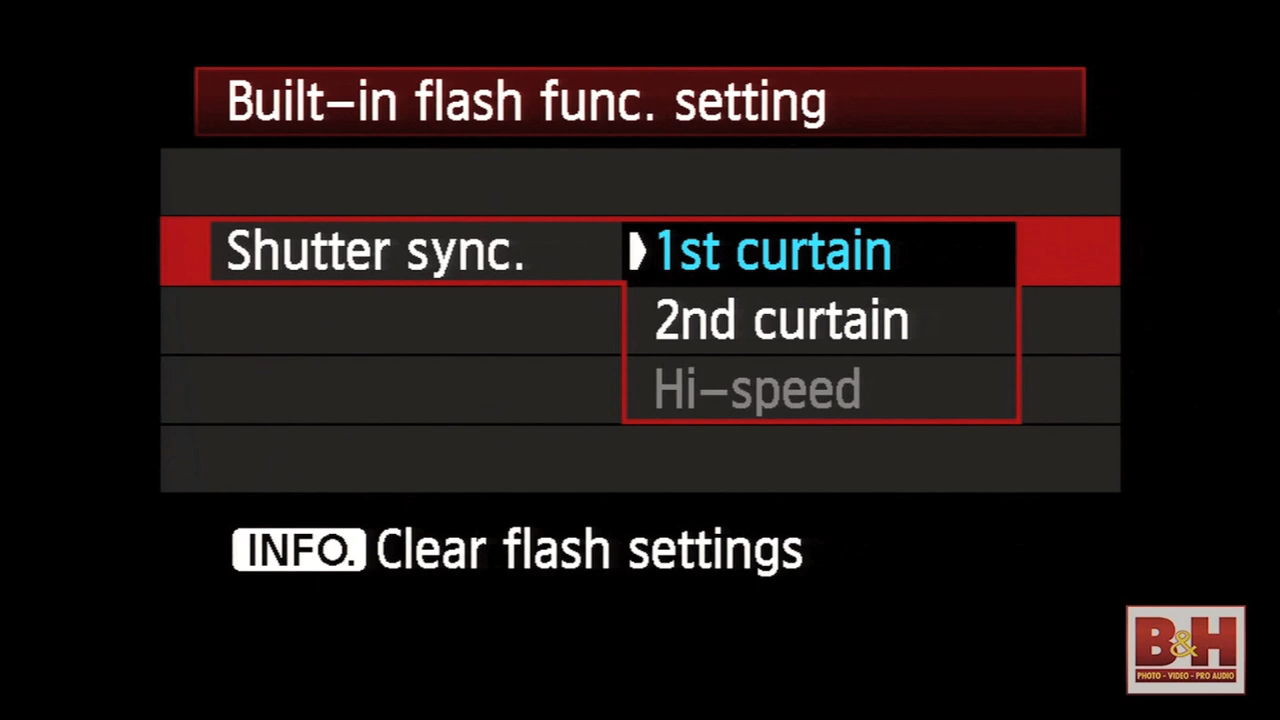 Built-in flash func. setting
Shutter sync. 1st curtain
2nd curtain
Hi-speed
INFO. Clear flash settings
B&H
PHOTO - VIDEO - PRO AUDIO